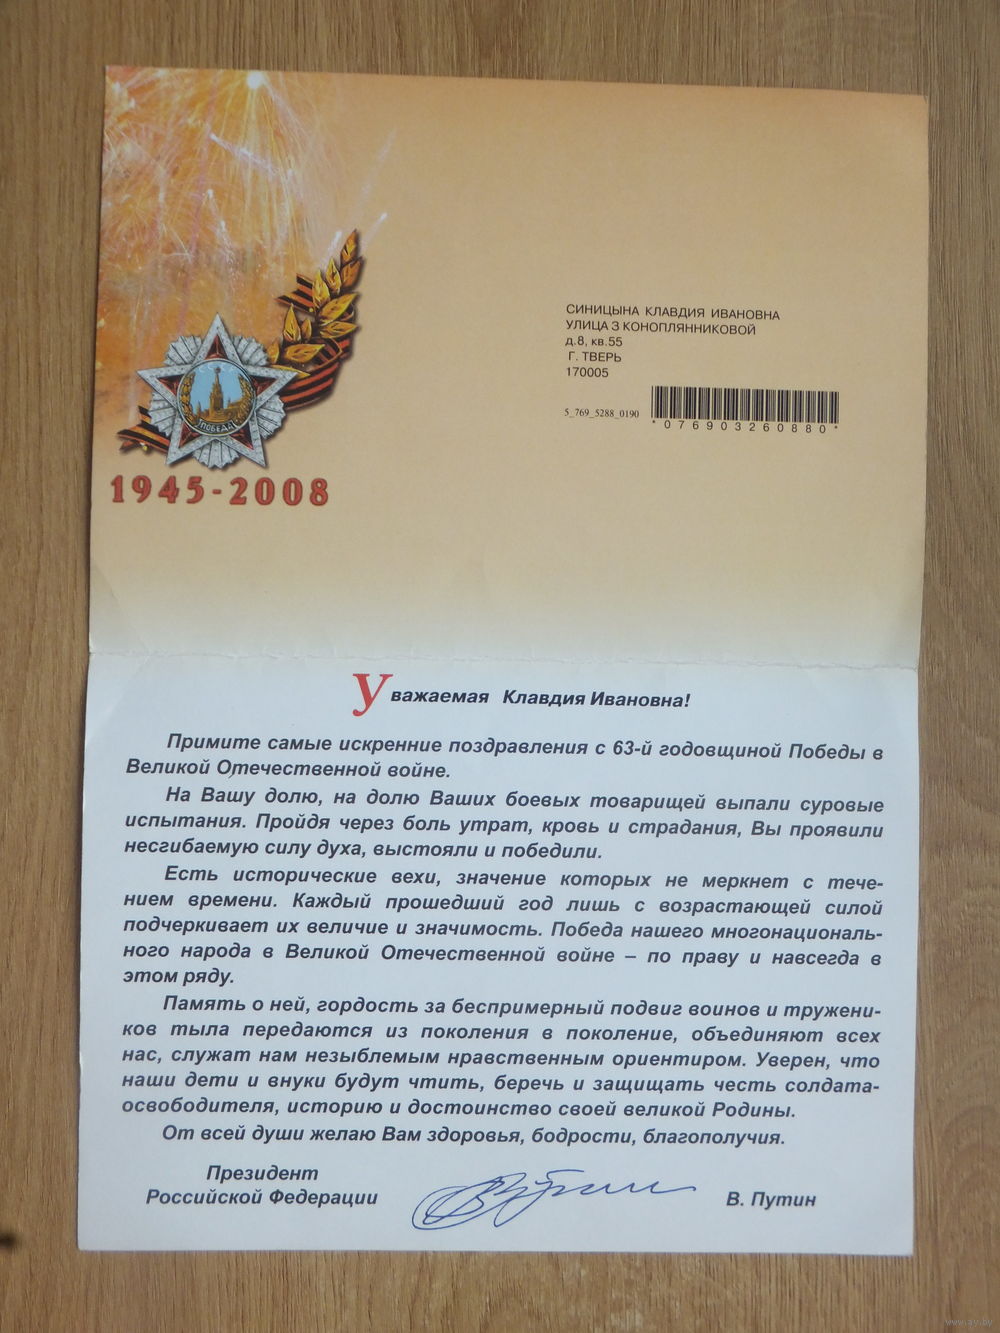 ПОБЕДА
1945-2008
СИНИЦЫНА КЛАВДИЯ ИВАНОВНА
УЛИЦА З КОНОПЛЯННИКОВОЙ
д.8, кв.55
Г. ТВЕРЬ
170005
5_769_5288_0190
*076903260880*
Уважаемая Клавдия Ивановна!
Примите самые искренние поздравления с 63-й годовщиной Победы в
Великой Отечественной войне.
На Вашу долю, на долю Ваших боевых товарищей выпали суровые
испытания. Пройдя через боль утрат, кровь и страдания, Вы проявили
несгибаемую силу духа, выстояли и победили.
Есть исторические вехи, значение которых не меркнет с тече-
нием времени. Каждый прошедший год лишь с возрастающей силой
подчеркивает их величие и значимость. Победа нашего многонациональ-
ного народа в Великой Отечественной войне – по праву и навсегда в
этом ряду.
Память о ней, гордость за беспримерный подвиг воинов и тружени-
ков тыла передаются из поколения в поколение, объединяют всех
нас, служат нам незыблемым нравственным ориентиром. Уверен, что
наши дети и внуки будут чтить, беречь и защищать честь солдата-
освободителя, историю и достоинство своей великой Родины.
От всей души желаю Вам здоровья, бодрости, благополучия.
Президент
Российской Федерации
В. Путин
www.ay.by